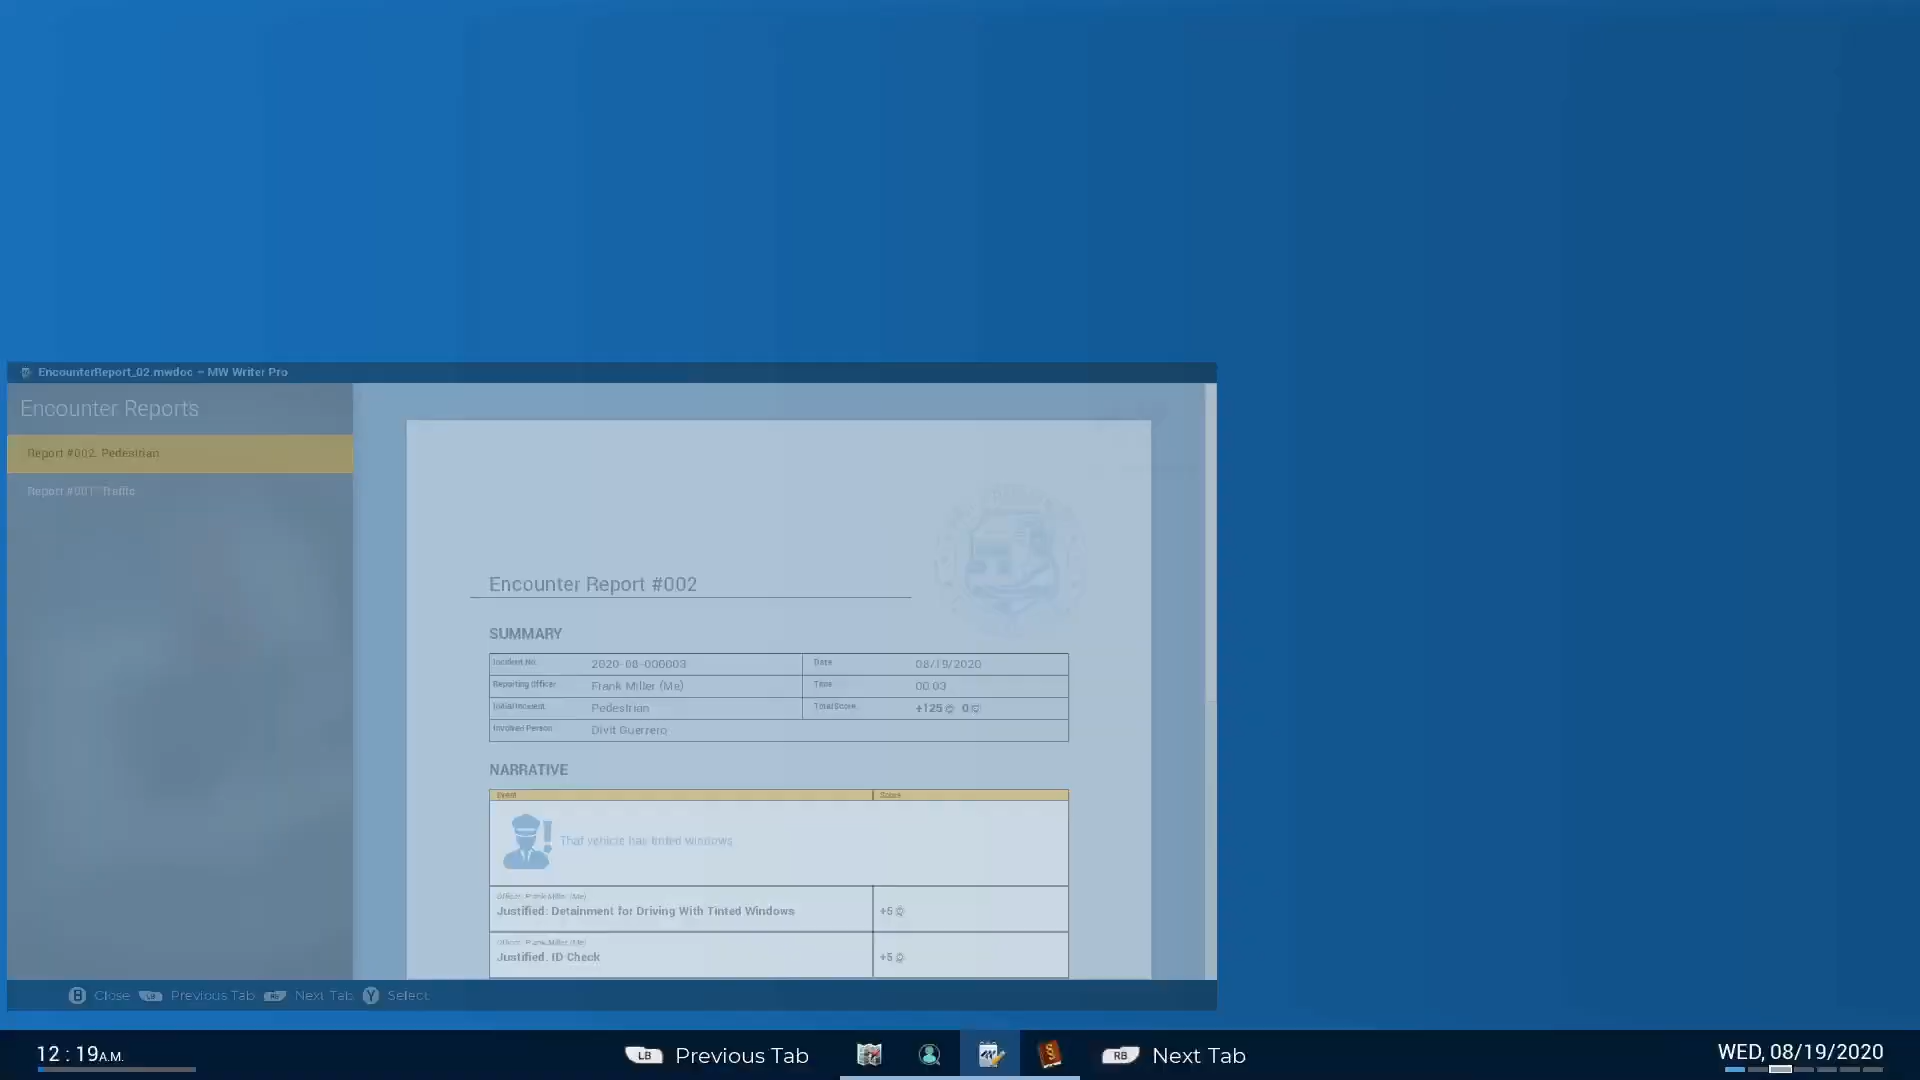 EncounterReport_02.mwdoc – MW Writer Pro
Encounter Reports
Report #002: Pedestrian
Report #001: Traffic
Encounter Report #002
SUMMARY
Incident No. 2020-08-000003 Date 08/19/2020
Reporting Officer Frank Miller (Me) Time 00:03
Initial Incident Pedestrian Total Score +125 0
Involved Person Divit Guerrero
NARRATIVE
Event Score
That vehicle has tinted windows
Officer: Frank Miller (Me)
Justified: Detainment for Driving With Tinted Windows +5
Officer: Frank Miller (Me)
Justified: ID Check +5
B Close LB Previous Tab RB Next Tab Y Select
12 : 19 A.M. LB Previous Tab RB Next Tab WED, 08/19/2020